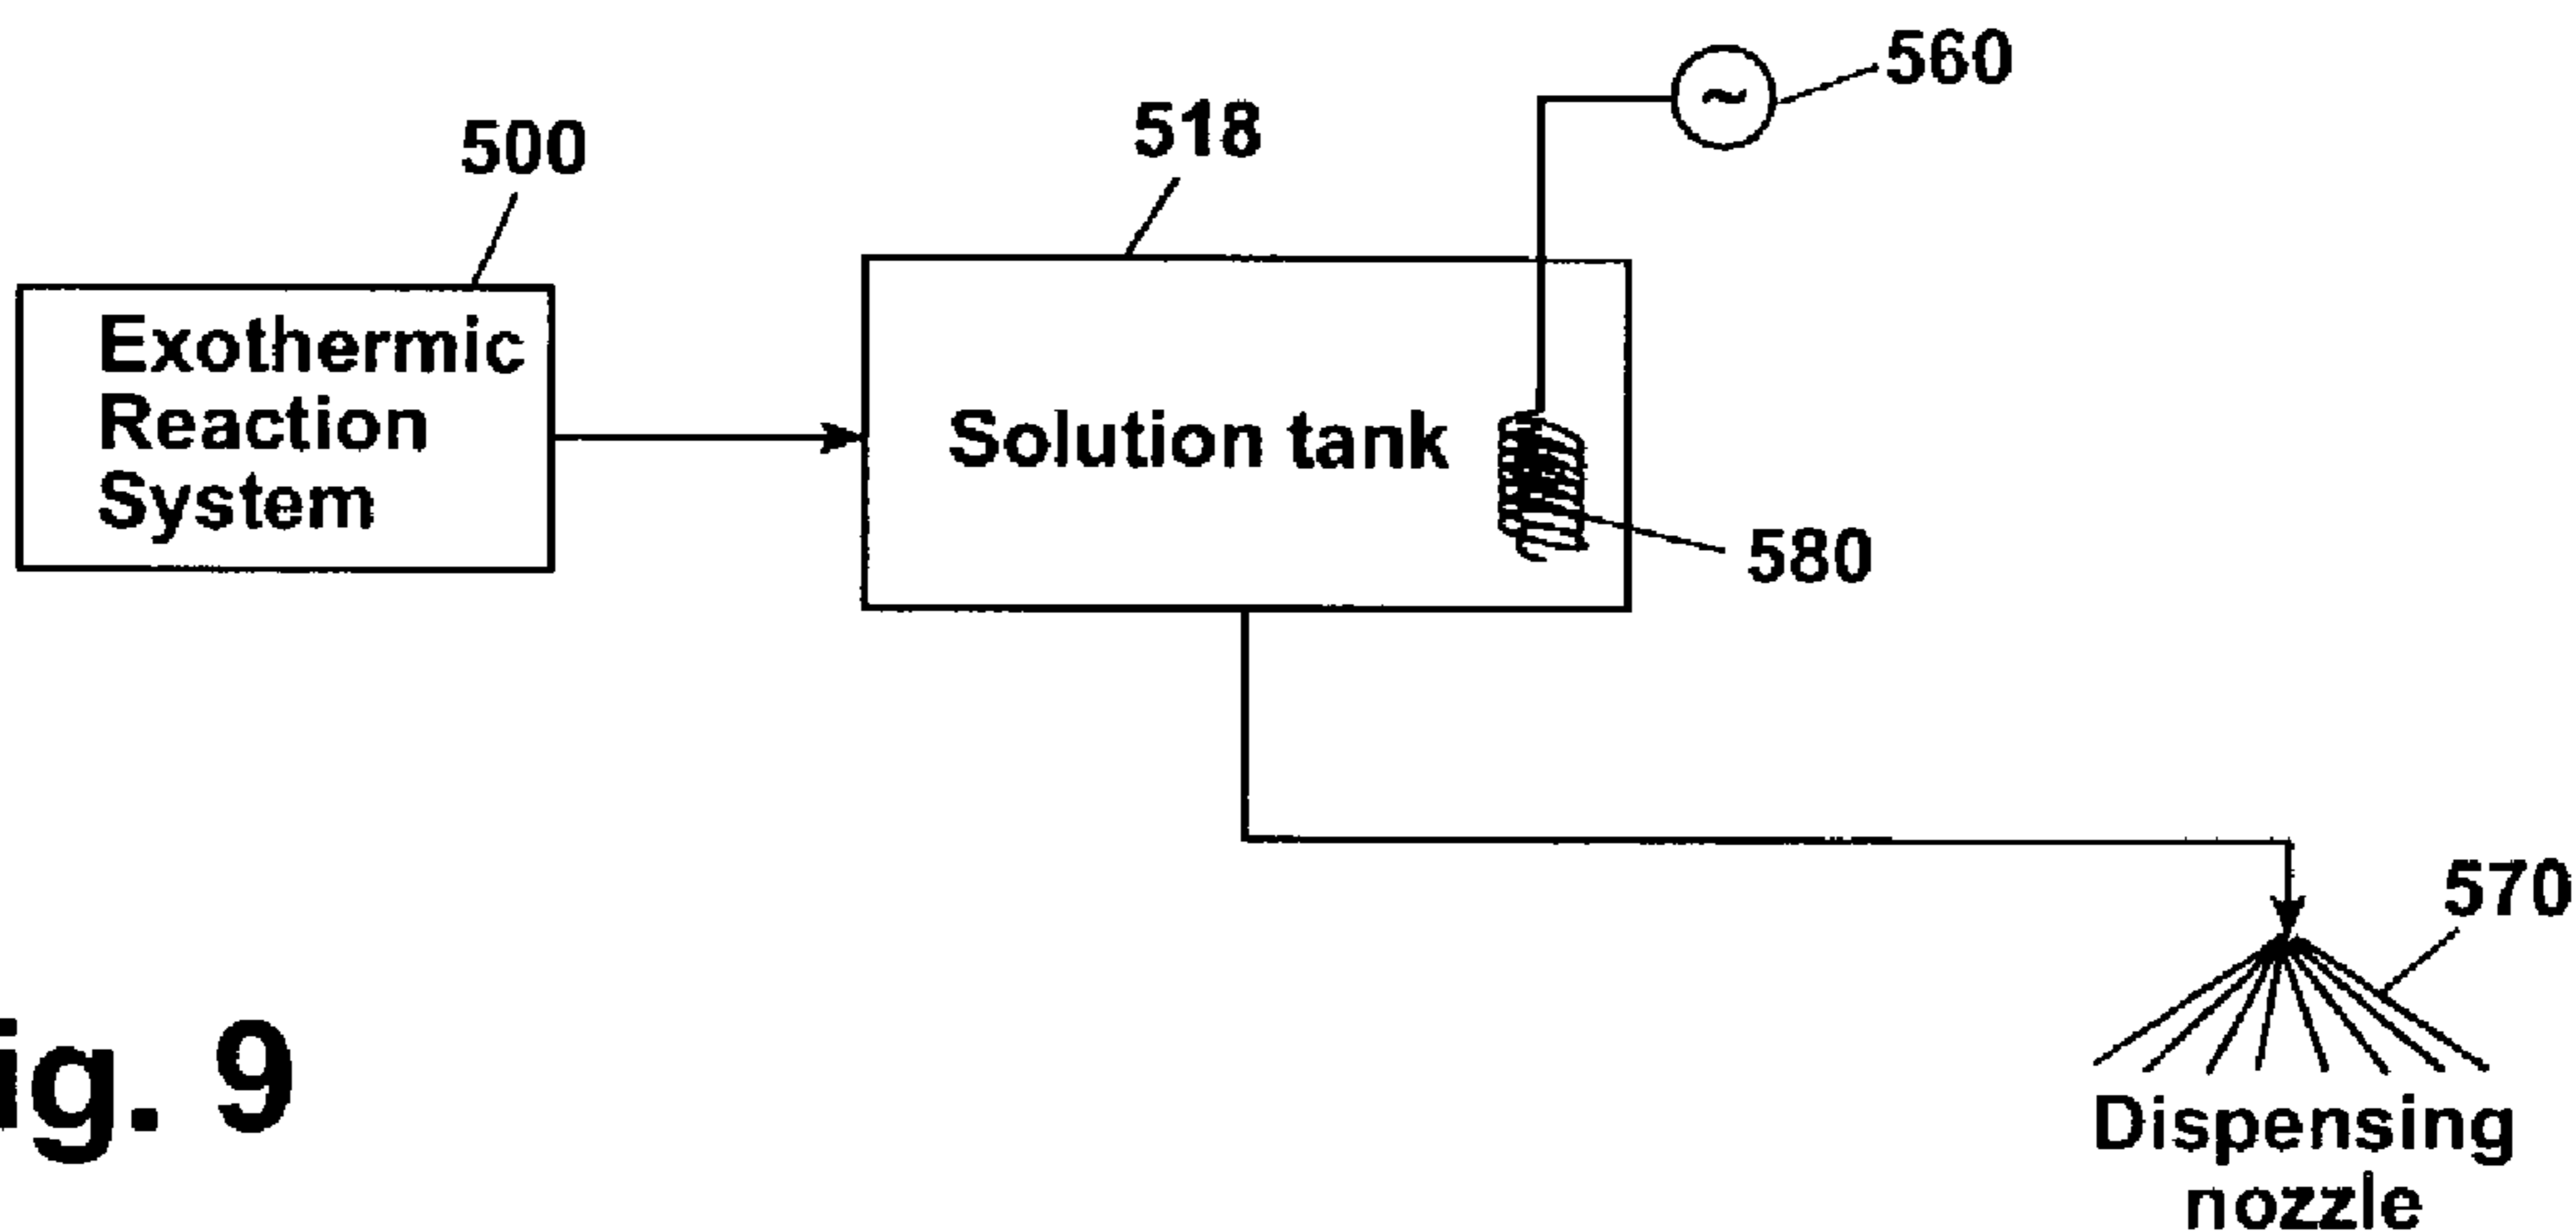 560
518
500
Exothermic
Reaction
System
Solution tank
580
570
ig. 9
Dispensing
nozzle